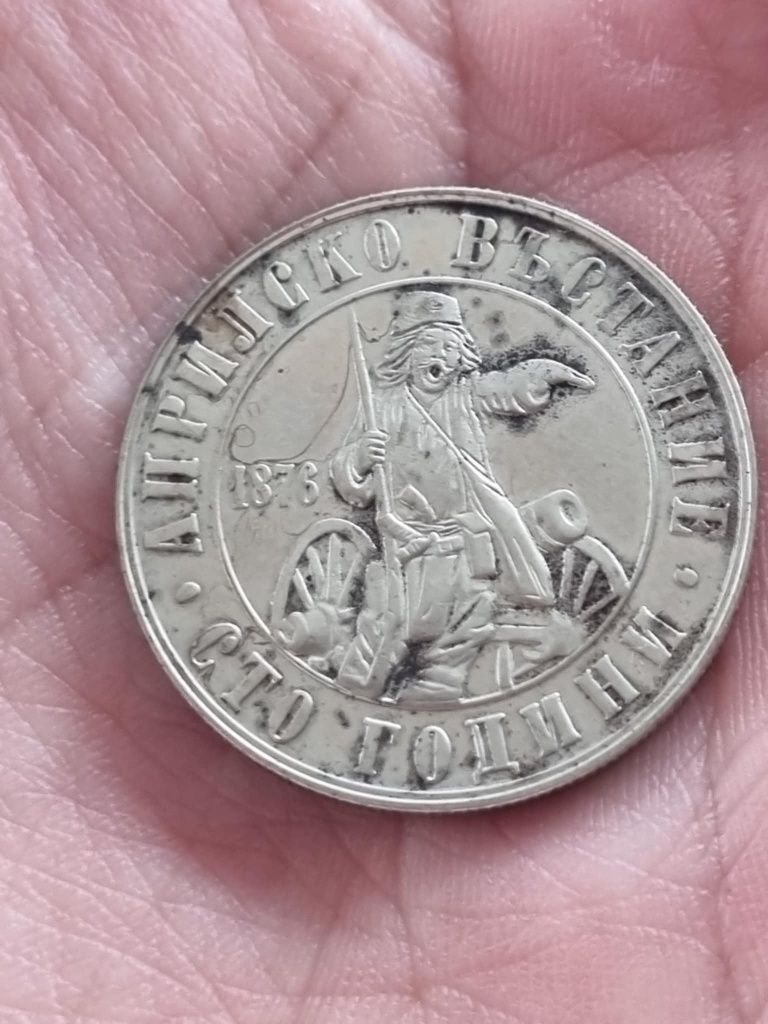 АПРИЛСКО ВЪСТАНИЕ
1876
СТО ГОДИНИ